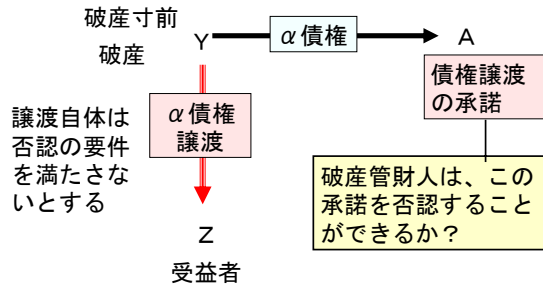 破産寸前
破産
Y
α債権
A
債権譲渡
の承諾
譲渡自体は
否認の要件
を満たさな
いとする
α債権
譲渡
破産管財人は、この
承諾を否認すること
ができるか？
Z
受益者